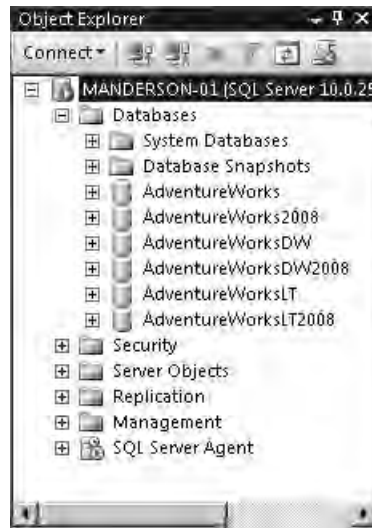 Object Explorer
Connect
MANDERSON-01 (SQL Server 10.0.25
Databases
System Databases
Database Snapshots
AdventureWorks
AdventureWorks2008
AdventureWorksDW
AdventureWorksDW2008
AdventureWorksLT
AdventureWorksLT2008
Security
Server Objects
Replication
Management
SQL Server Agent